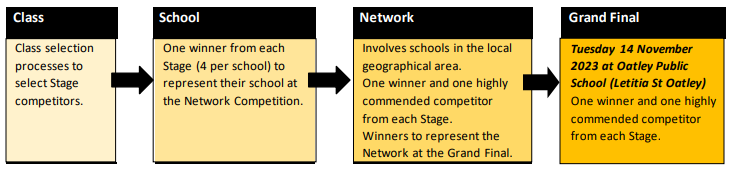 Class
Class selection
processes to
select Stage
competitors.
School
One winner from each
Stage (4 per school) to
represent their school at
the Network Competition.
Network
Involves schools in the local
geographical area.
One winner and one highly
commended competitor
from each Stage.
Winners to represent the
Network at the Grand Final.
Grand Final
Tuesday 14 November
2023 at Oatley Public
School (Letitia St Oatley)
One winner and one highly
commended competitor
from each Stage.